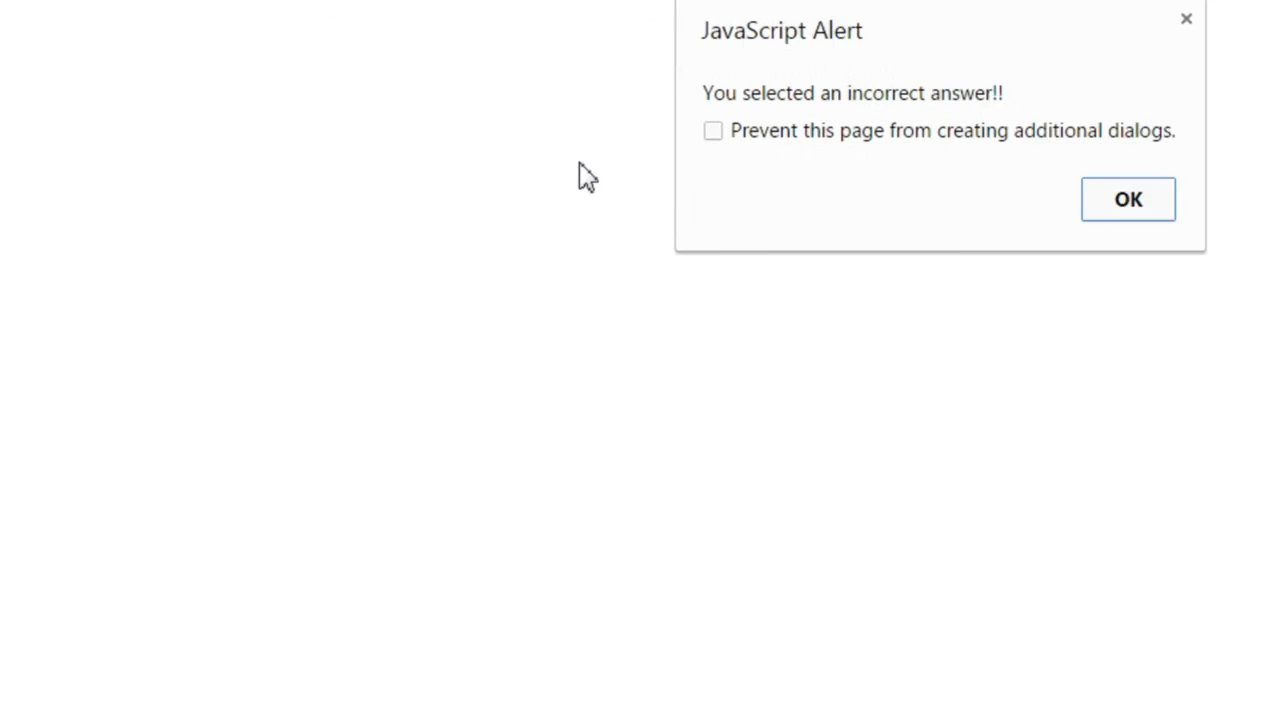 JavaScript Alert
You selected an incorrect answer!!
Prevent this page from creating additional dialogs.
OK